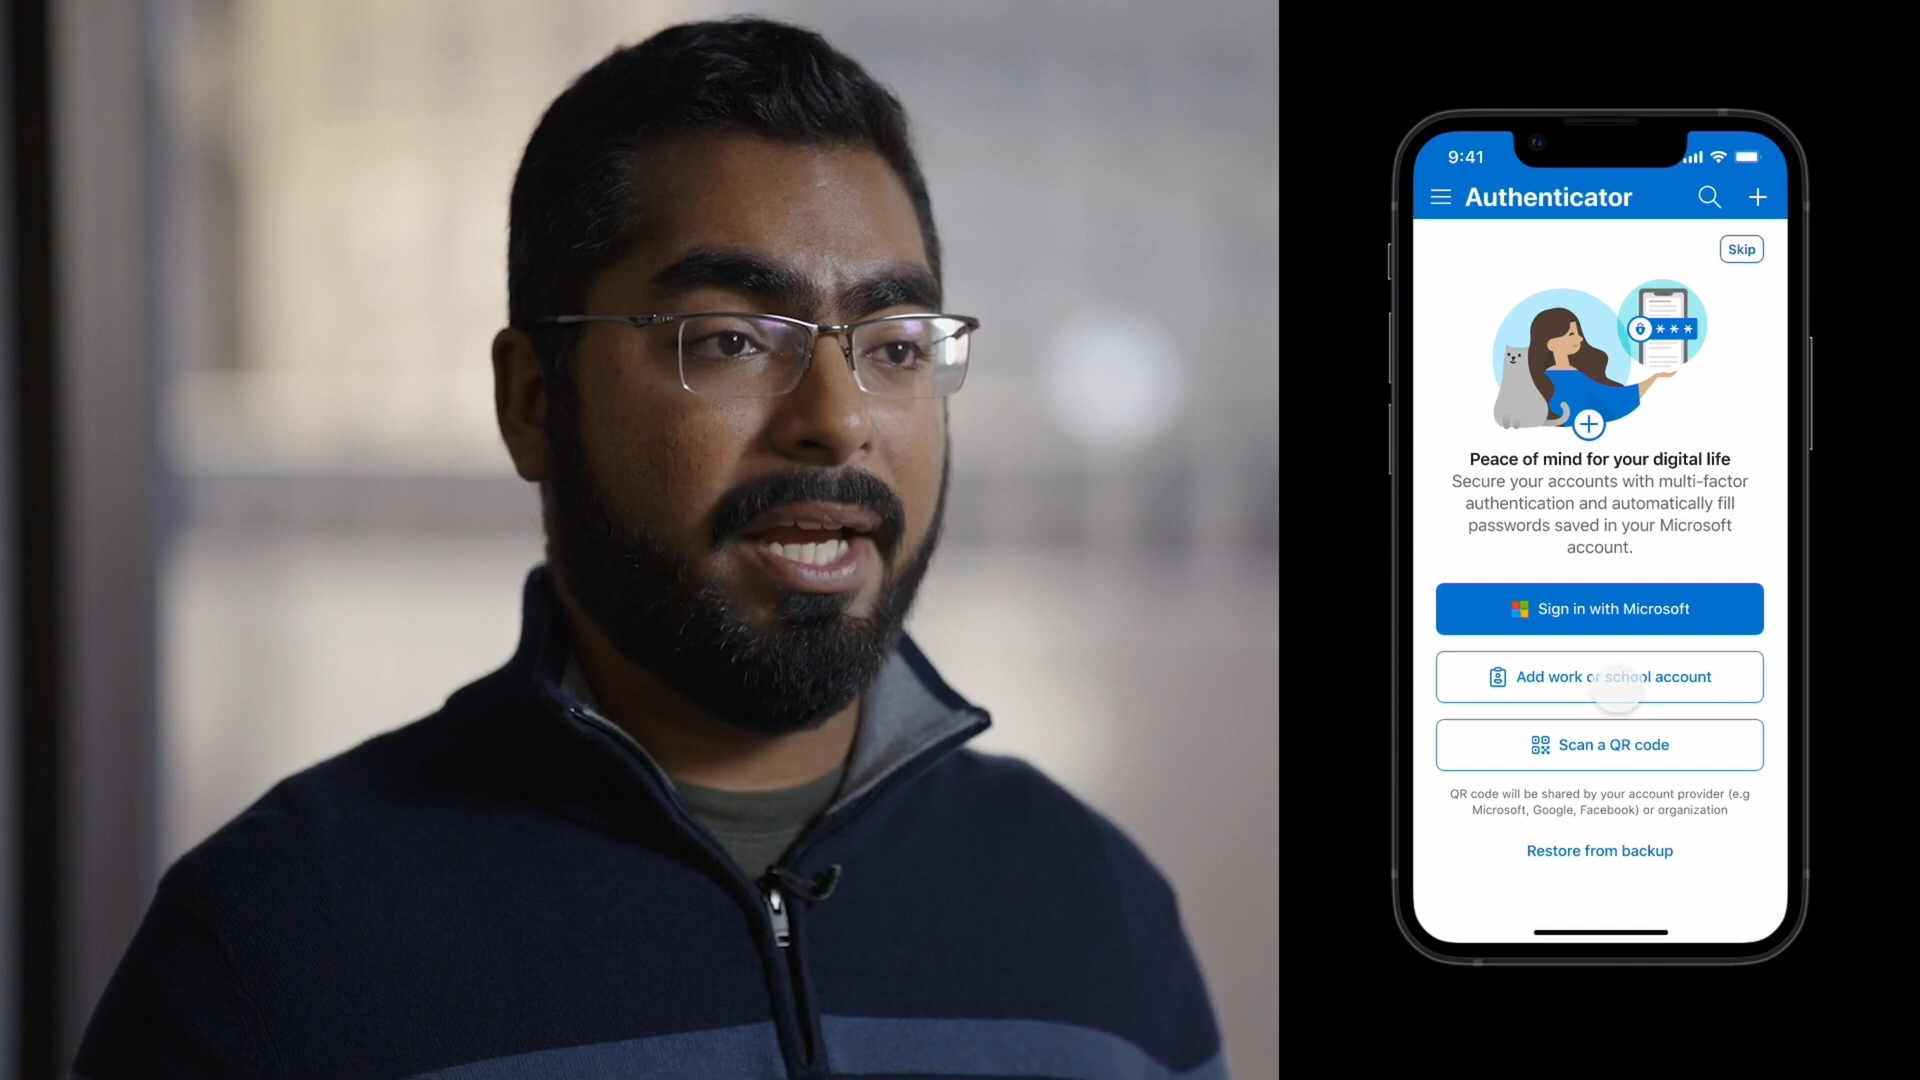 9:41
Authenticator
Skip
***
Peace of mind for your digital life
Secure your accounts with multi-factor
authentication and automatically fill
passwords saved in your Microsoft
account.
Sign in with Microsoft
Add work or school account
Scan a QR code
QR code will be shared by your account provider (e.g
Microsoft, Google, Facebook) or organization
Restore from backup